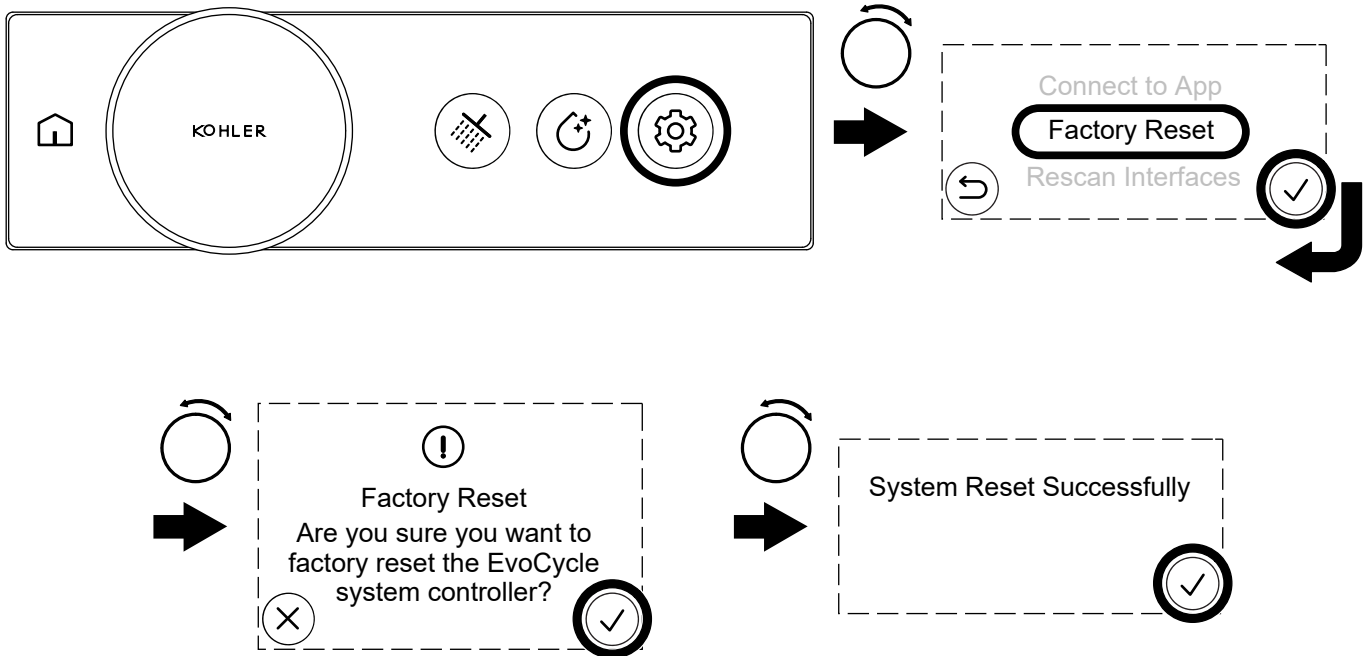 KOHLER
Connect to App
Factory Reset
Rescan Interfaces
Factory Reset
Are you sure you want to
factory reset the EvoCycle
system controller?
System Reset Successfully